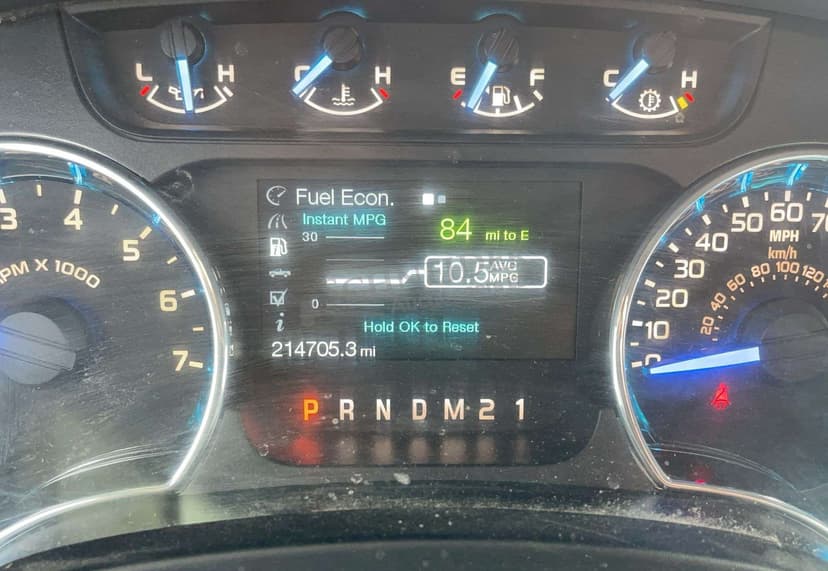 L H C H E F C H
Fuel Econ.
Instant MPG
30
84 mi to E
10.5 AVG MPG
0
Hold OK to Reset
214705.3 mi
P R N D M 2 1
3 4 5 6 7
RPM X 1000
0 10 20 30 40 50 60 70
MPH
km/h
20 40 60 80 100 120